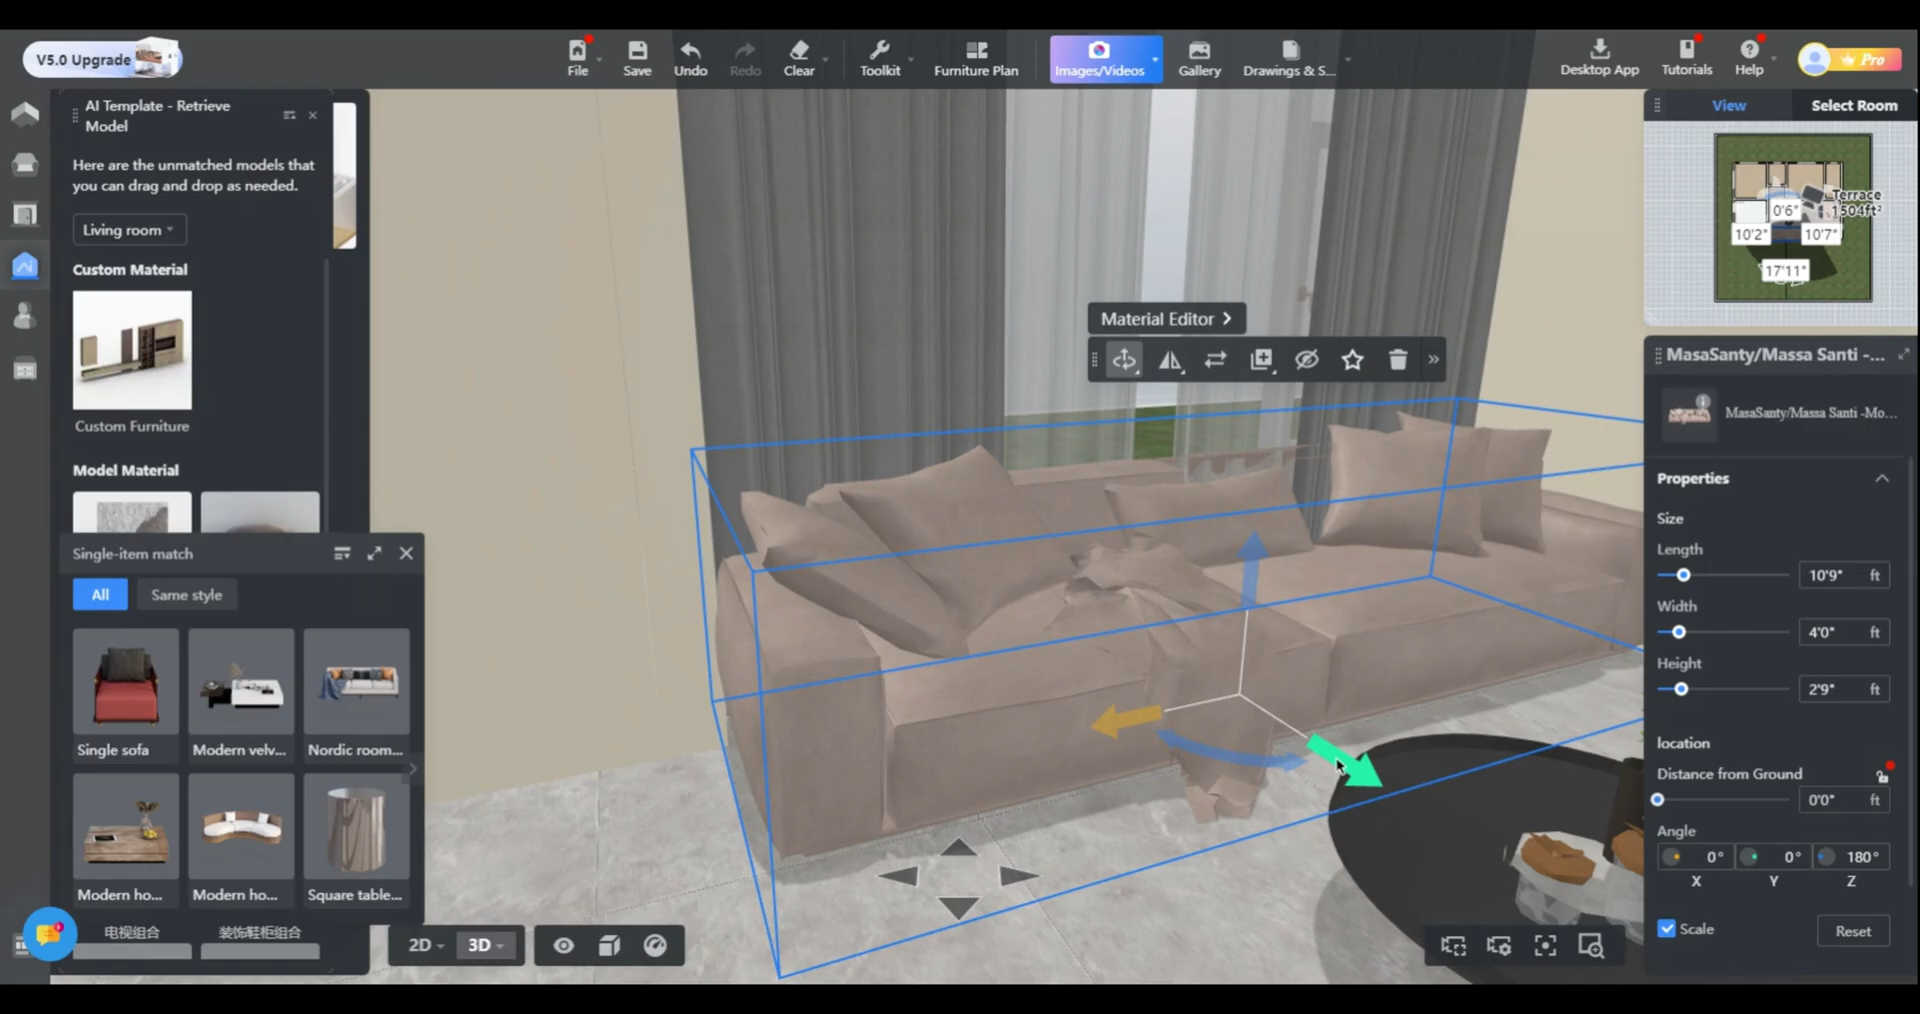 V5.0 Upgrade
File
Save
Undo
Redo
Clear
Toolkit
Furniture Plan
Images/Videos
Gallery
Drawings & S...
Desktop App
Tutorials
Help
Pro
AI Template - Retrieve
Model
Here are the unmatched models that
you can drag and drop as needed.
Living room
Custom Material
Custom Furniture
Model Material
Single-item match
All
Same style
Single sofa
Modern velv...
Nordic room...
Modern ho...
Modern ho...
Square table...
电视组合
装饰鞋柜组合
2D
3D
Material Editor
View
Select Room
Terrace
1504ft²
0'6"
10'2"
10'7"
17'11"
MasaSanty/Massa Santi -...
MasaSanty/Massa Santi -Mo...
Properties
Size
Length
10'9" ft
Width
4'0" ft
Height
2'9" ft
location
Distance from Ground
0'0" ft
Angle
0° 0° 180°
X Y Z
Scale
Reset